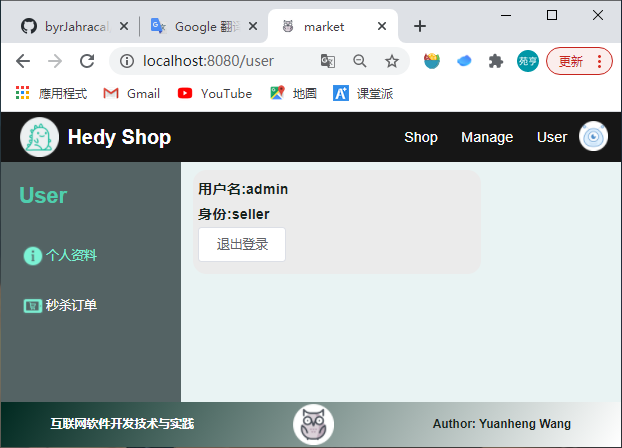 byrJahracal
Google 翻譯
market
localhost:8080/user
苑亨
更新
應用程式
Gmail
YouTube
地圖
课堂派
Hedy Shop
Shop
Manage
User
User
个人资料
秒杀订单
用户名:admin
身份:seller
退出登录
互联网软件开发技术与实践
Author: Yuanheng Wang